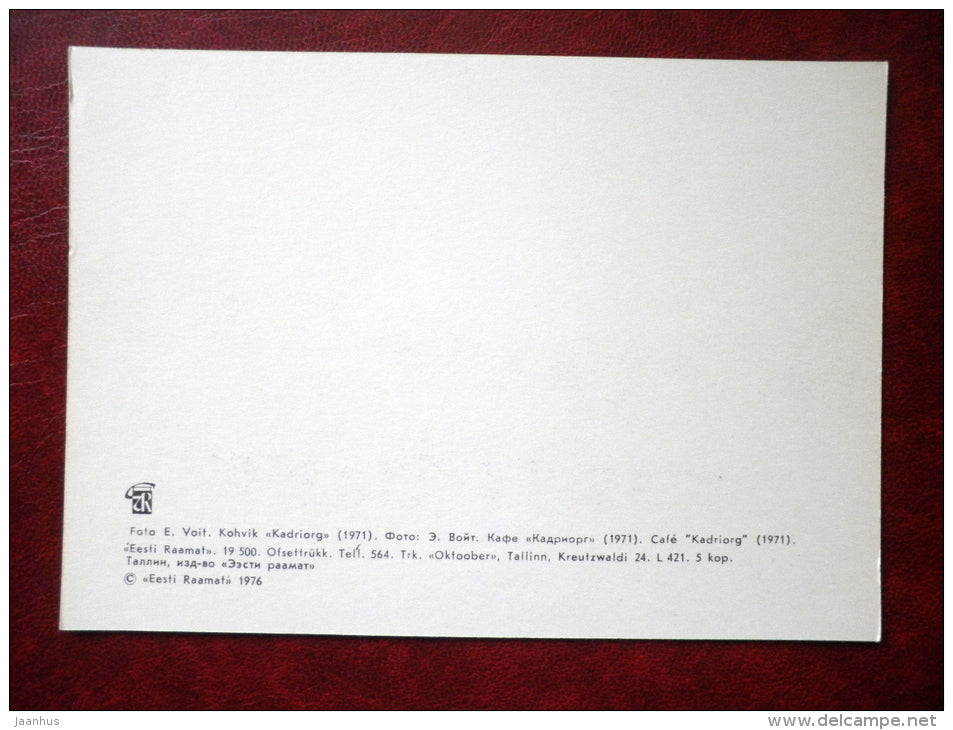 Foto E. Voit. Kohvik «Kadriorg» (1971). Фото: Э. Войт. Кафе «Кадриорг» (1971). Café "Kadriorg" (1971).
«Eesti Raamat». 19 500. Ofsettrükk. Tell. 564. Trk. «Oktoober», Tallinn, Kreutzwaldi 24. L 421. 5 kop.
Таллин, изд-во «Ээсти раамат»
© «Eesti Raamat» 1976
jaanhus
www.delcampe.net